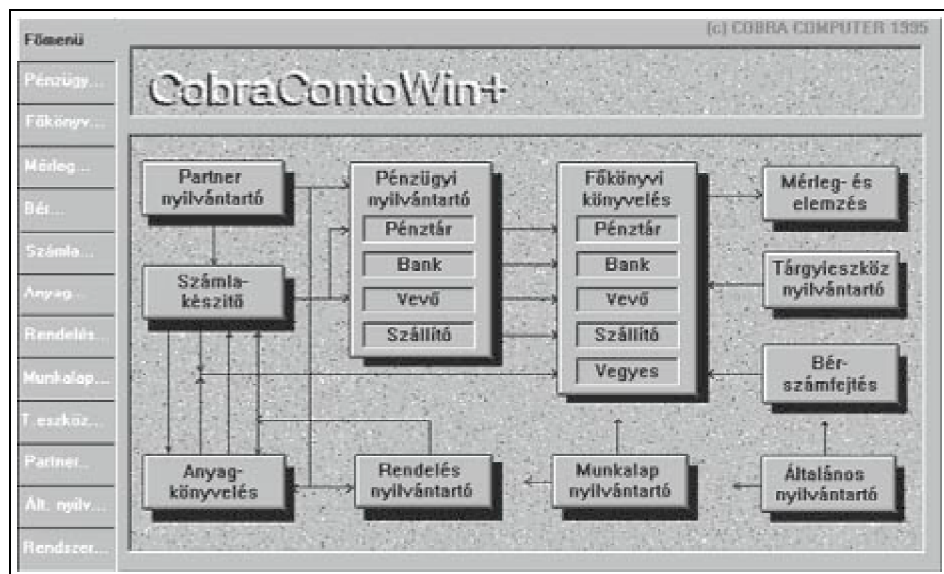 (c) COBRA COMPUTER 1995
Főmenü
Pénzügy...
Főkönyv...
Mérleg...
Bér...
Számla...
Anyag...
Rendelés...
Munkalap...
T.eszköz...
Partner...
Ált. nyilv...
Rendszer...
CobraContoWin+
Partner
nyilvántartó
Számla-
készítő
Pénzügyi
nyilvántartó
Pénztár
Bank
Vevő
Szállító
Főkönyvi
könyvelés
Pénztár
Bank
Vevő
Szállító
Vegyes
Mérleg- és
elemzés
Tárgyieszköz
nyilvántartó
Bér-
számfejtés
Anyag-
könyvelés
Rendelés
nyilvántartó
Munkalap
nyilvántartó
Általános
nyilvántartó